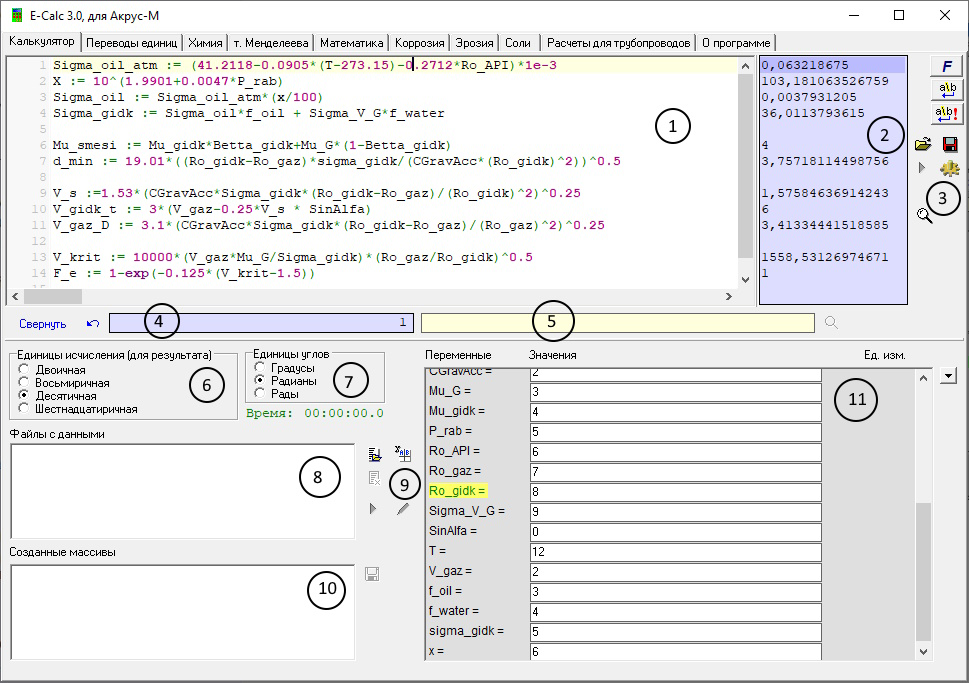 E-Calc 3.0, для Акрус-М
Калькулятор
Переводы единиц
Химия
т. Менделеева
Математика
Коррозия
Эрозия
Соли
Расчеты для трубопроводов
О программе
1 Sigma_oil_atm := (41.2118-0.0905*(T-273.15)-0.2712*Ro_API)*1e-3
2 X := 10^(1.9901+0.0047*P_rab)
3 Sigma_oil := Sigma_oil_atm*(x/100)
4 Sigma_gidk := Sigma_oil*f_oil + Sigma_V_G*f_water
5
6 Mu_smesi := Mu_gidk*Betta_gidk+Mu_G*(1-Betta_gidk)
7 d_min := 19.01*((Ro_gidk-Ro_gaz)*sigma_gidk/(CGravAcc*(Ro_gidk)^2))^0.5
8
9 V_s :=1.53*(CGravAcc*Sigma_gidk*(Ro_gidk-Ro_gaz)/(Ro_gidk)^2)^0.25
10 V_gidk_t := 3*(V_gaz-0.25*V_s * SinAlfa)
11 V_gaz_D := 3.1*(CGravAcc*Sigma_gidk*(Ro_gidk-Ro_gaz)/(Ro_gaz)^2)^0.25
12
13 V_krit := 10000*(V_gaz*Mu_G/Sigma_gidk)*(Ro_gaz/Ro_gidk)^0.5
14 F_e := 1-exp(-0.125*(V_krit-1.5))
1
0,063218675
103,181063526759
0,0037931205
36,0113793615
4
3,75718114498756
1,57584636914243
6
3,41334441518585
1558,53126974671
1
2
F
a\b
a\b!
3
Свернуть
4
1
5
Единицы исчисления (для результата)
Двоичная
Восьмиричная
Десятичная
Шестнадцатиричная
6
Единицы углов
Градусы
Радианы
Рады
7
Время: 00:00:00.0
Файлы с данными
8
9
Созданные массивы
10
Переменные
Значения
Ед. изм.
CGravAcc = 2
Mu_G = 3
Mu_gidk = 4
P_rab = 5
Ro_API = 6
Ro_gaz = 7
Ro_gidk = 8
Sigma_V_G = 9
SinAlfa = 0
T = 12
V_gaz = 2
f_oil = 3
f_water = 4
sigma_gidk = 5
x = 6
11